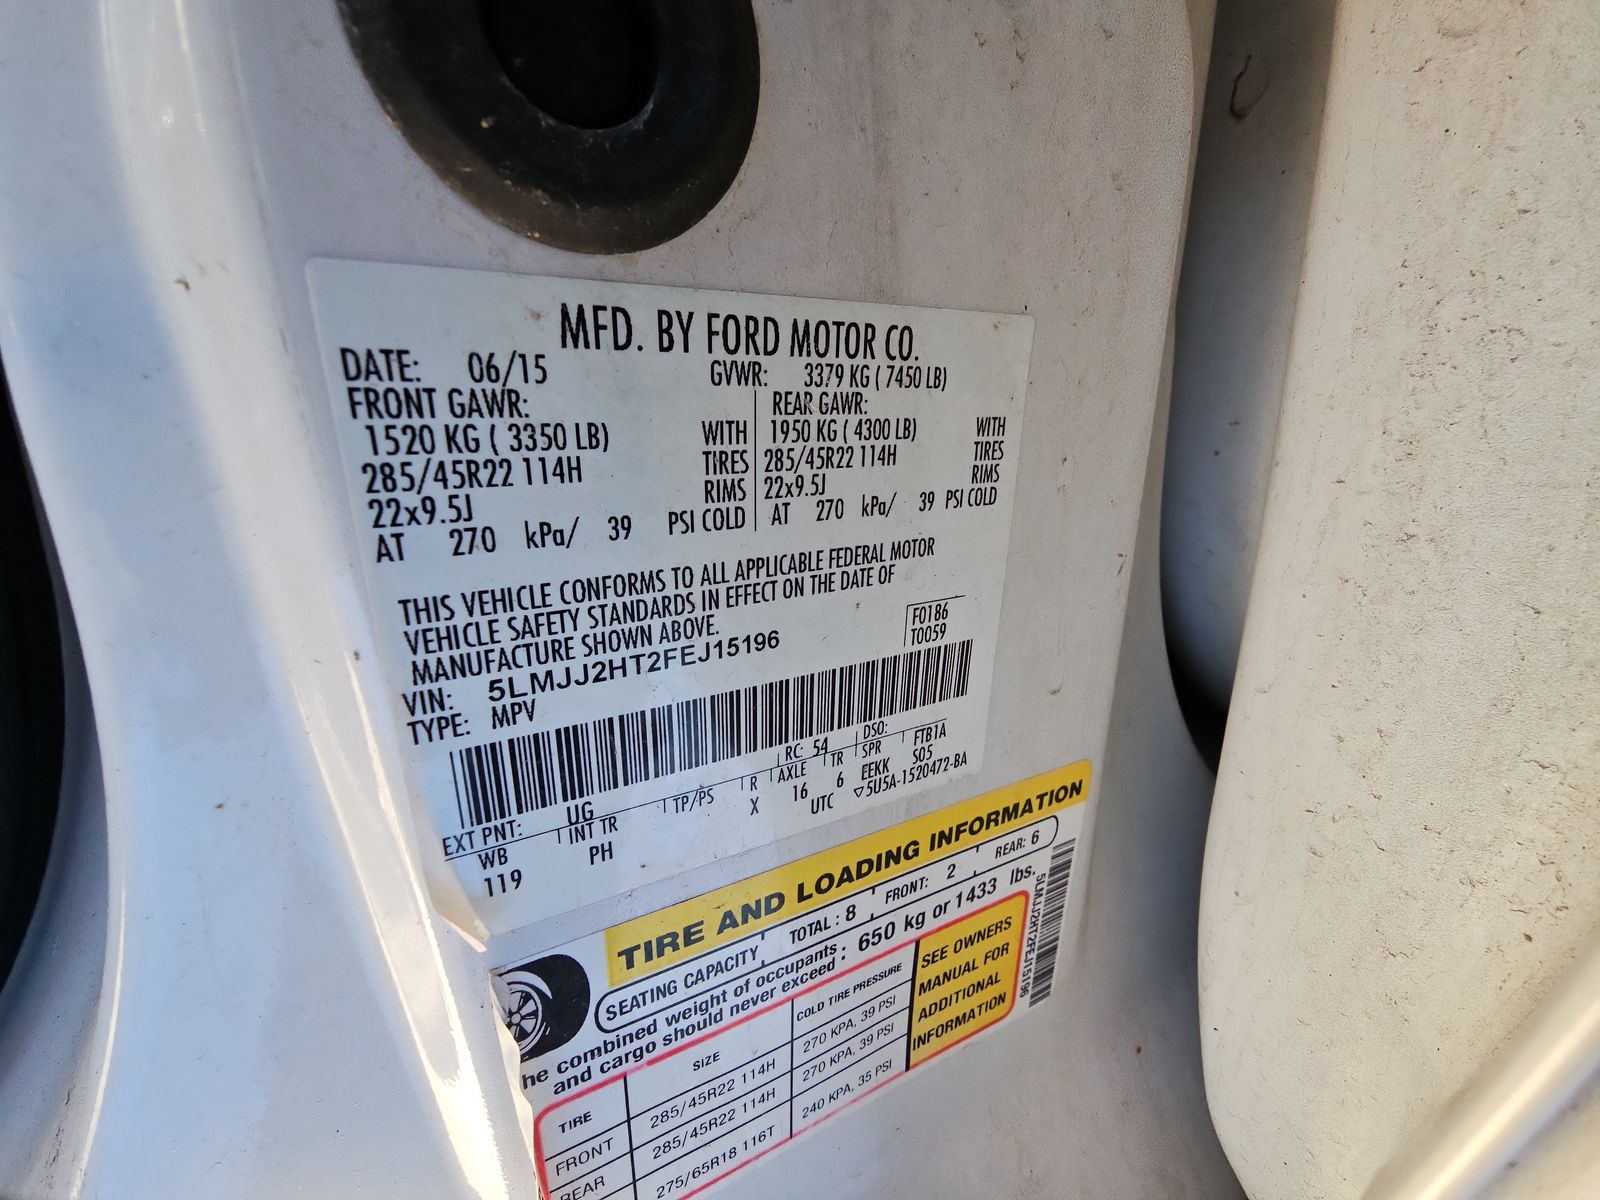 MFD. BY FORD MOTOR CO.
DATE: 06/15 GVWR: 3379 KG ( 7450 LB)
FRONT GAWR: REAR GAWR:
1520 KG ( 3350 LB) WITH 1950 KG ( 4300 LB) WITH
285/45R22 114H TIRES 285/45R22 114H TIRES
22x9.5J RIMS 22x9.5J RIMS
AT 270 kPa/ 39 PSI COLD AT 270 kPa/ 39 PSI COLD
THIS VEHICLE CONFORMS TO ALL APPLICABLE FEDERAL MOTOR
VEHICLE SAFETY STANDARDS IN EFFECT ON THE DATE OF
MANUFACTURE SHOWN ABOVE.
F0186
T0059
VIN: 5LMJJ2HT2FEJ15196
TYPE: MPV
EXT PNT: UG RC: 54 DSO:
WB INT TR TP/PS R AXLE TR SPR FTB1A
119 PH X 16 6 EEKK S05
UTC ▽5U5A-1520472-BA
TIRE AND LOADING INFORMATION
SEATING CAPACITY TOTAL : 8 FRONT: 2 REAR: 6
he combined weight of occupants
and cargo should never exceed : 650 kg or 1433 lbs.
TIRE SIZE COLD TIRE PRESSURE
FRONT 285/45R22 114H 270 KPA, 39 PSI
REAR 285/45R22 114H 270 KPA, 39 PSI
275/65R18 116T 240 KPA, 35 PSI
SEE OWNERS
MANUAL FOR
ADDITIONAL
INFORMATION
5LMJJ2HT2FEJ15196